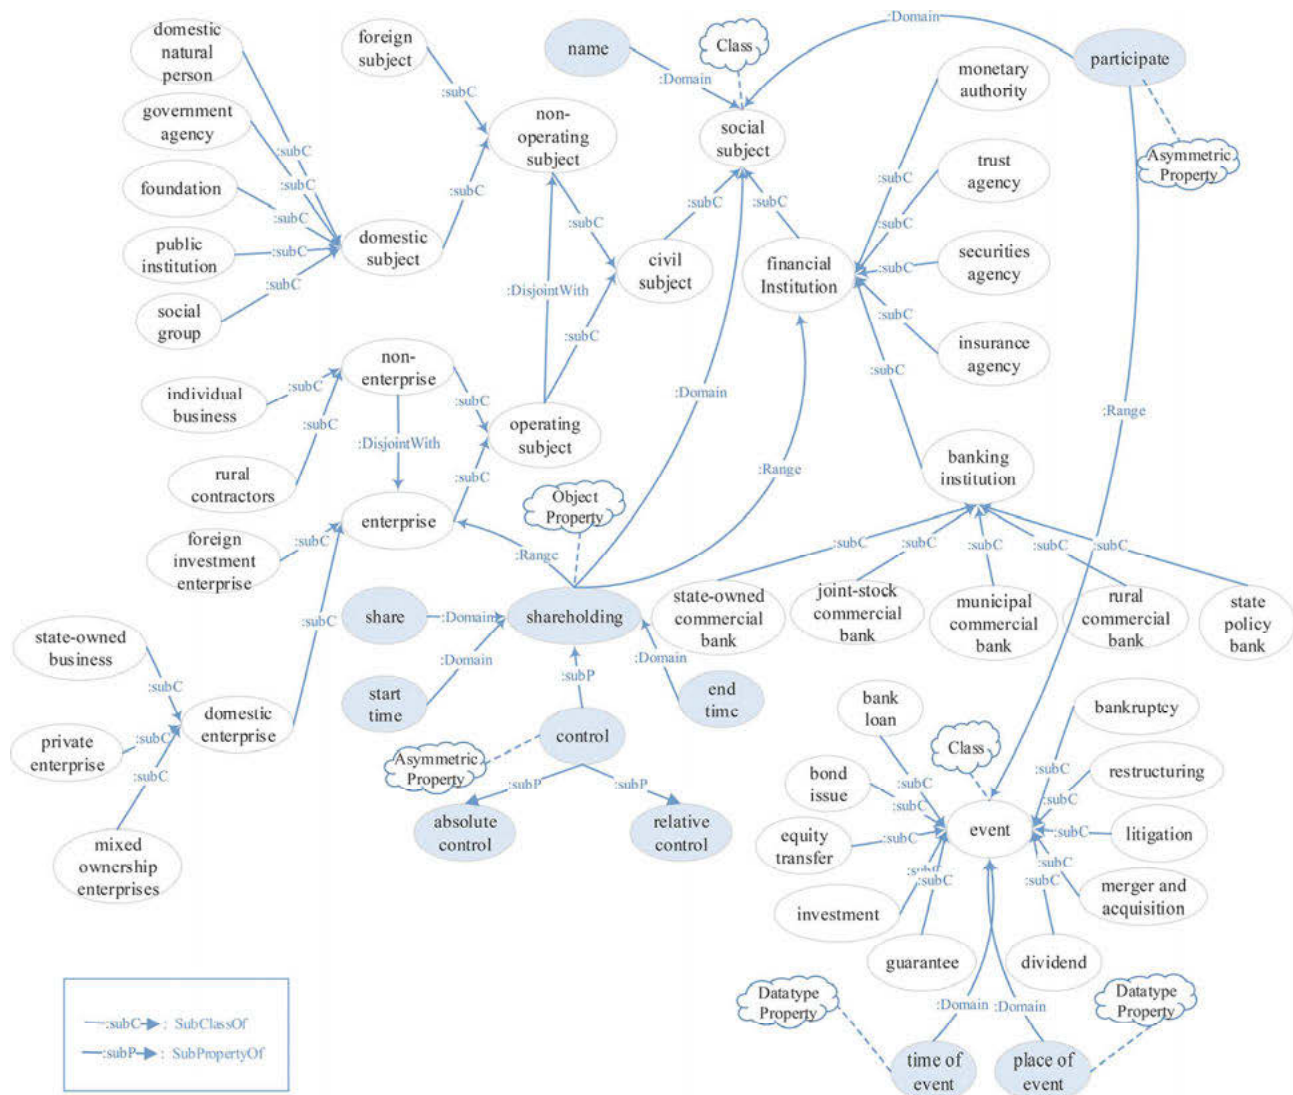 domestic
natural
person
foreign
subject
name
Class
:Domain
participate
:Domain
monetary
authority
government
agency
:subC
non-
operating
subject
social
subject
Asymmetric
Property
:subC
:subC
foundation
:subC
:subC
trust
agency
:subC
:subC
:subC
:subC
:subC
:subC
public
institution
:subC
domestic
subject
civil
subject
financial
Institution
:subC
securities
agency
:subC
social
group
:DisjointWith
:subC
:subC
insurance
agency
non-
enterprise
:subC
individual
business
:subC
:subC
:subC
:Domain
:Range
:subC
:DisjointWith
operating
subject
rural
contractors
:subC
:Range
banking
institution
Object
Property
enterprise
foreign
investment
enterprise
:subC
:Range
:subC
:subC
:subC
:subC
:subC
state-owned
commercial
bank
joint-stock
commercial
bank
municipal
commercial
bank
rural
commercial
bank
state
policy
bank
share
:Domain
shareholding
:subC
state-owned
business
:Domain
:subP
:Domain
start
time
end
time
:subC
domestic
enterprise
private
enterprise
:subC
:subC
control
Asymmetric
Property
:subP
:subP
absolute
control
relative
control
mixed
ownership
enterprises
bank
loan
Class
bankruptcy
:subC
bond
issue
:subC
:subC
restructuring
:subC
equity
transfer
:subC
event
:subC
litigation
:subC
:subC
:subC
:subC
merger and
acquisition
investment
guarantee
dividend
Datatype
Property
:Domain
:Domain
Datatype
Property
time of
event
place of
event
:subC : SubClassOf
:subP : SubPropertyOf